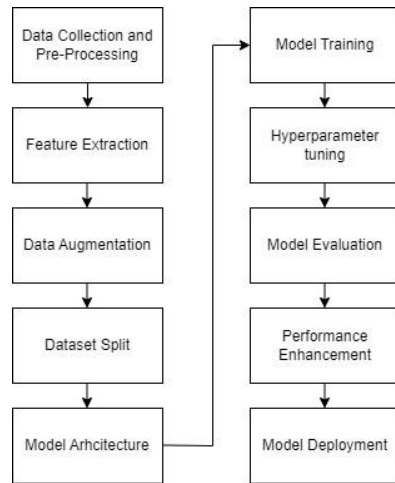 Data Collection and
Pre-Processing
Feature Extraction
Data Augmentation
Dataset Split
Model Arhcitecture
Model Training
Hyperparameter
tuning
Model Evaluation
Performance
Enhancement
Model Deployment